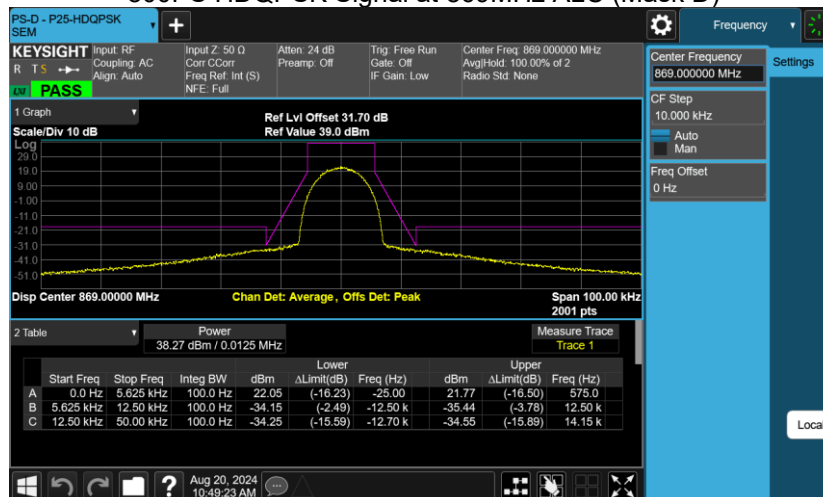 800PS HDQPSK Signal at 869MHz A2C (Mask D)
PS-D - P25-HDQPSK
SEM
Frequency
KEYSIGHT
R T S
LXI PASS
Input: RF
Coupling: AC
Align: Auto
Input Z: 50 Ω
Corr CCorr
Freq Ref: Int (S)
NFE: Full
Atten: 24 dB
Preamp: Off
Trig: Free Run
Gate: Off
IF Gain: Low
Center Freq: 869.000000 MHz
Avg|Hold: 100.00% of 2
Radio Std: None
Center Frequency
869.000000 MHz
Settings
CF Step
10.000 kHz
Auto
Man
Freq Offset
0 Hz
1 Graph
Scale/Div 10 dB
Ref Lvl Offset 31.70 dB
Ref Value 39.0 dBm
Log
29.0
19.0
9.00
-1.00
-11.0
-21.0
-31.0
-41.0
-51.0
Disp Center 869.00000 MHz
Chan Det: Average , Offs Det: Peak
Span 100.00 kHz
2001 pts
2 Table
Power
38.27 dBm / 0.0125 MHz
Measure Trace
Trace 1
Lower Upper
Start Freq Stop Freq Integ BW dBm ΔLimit(dB) Freq (Hz) dBm ΔLimit(dB) Freq (Hz)
A 0.0 Hz 5.625 kHz 100.0 Hz 22.05 (-16.23) -25.00 21.77 (-16.50) 575.0
B 5.625 kHz 12.50 kHz 100.0 Hz -34.15 (-2.49) -12.50 k -35.44 (-3.78) 12.50 k
C 12.50 kHz 50.00 kHz 100.0 Hz -34.25 (-15.59) -12.70 k -34.55 (-15.89) 14.15 k
Local
?
Aug 20, 2024
10:49:23 AM